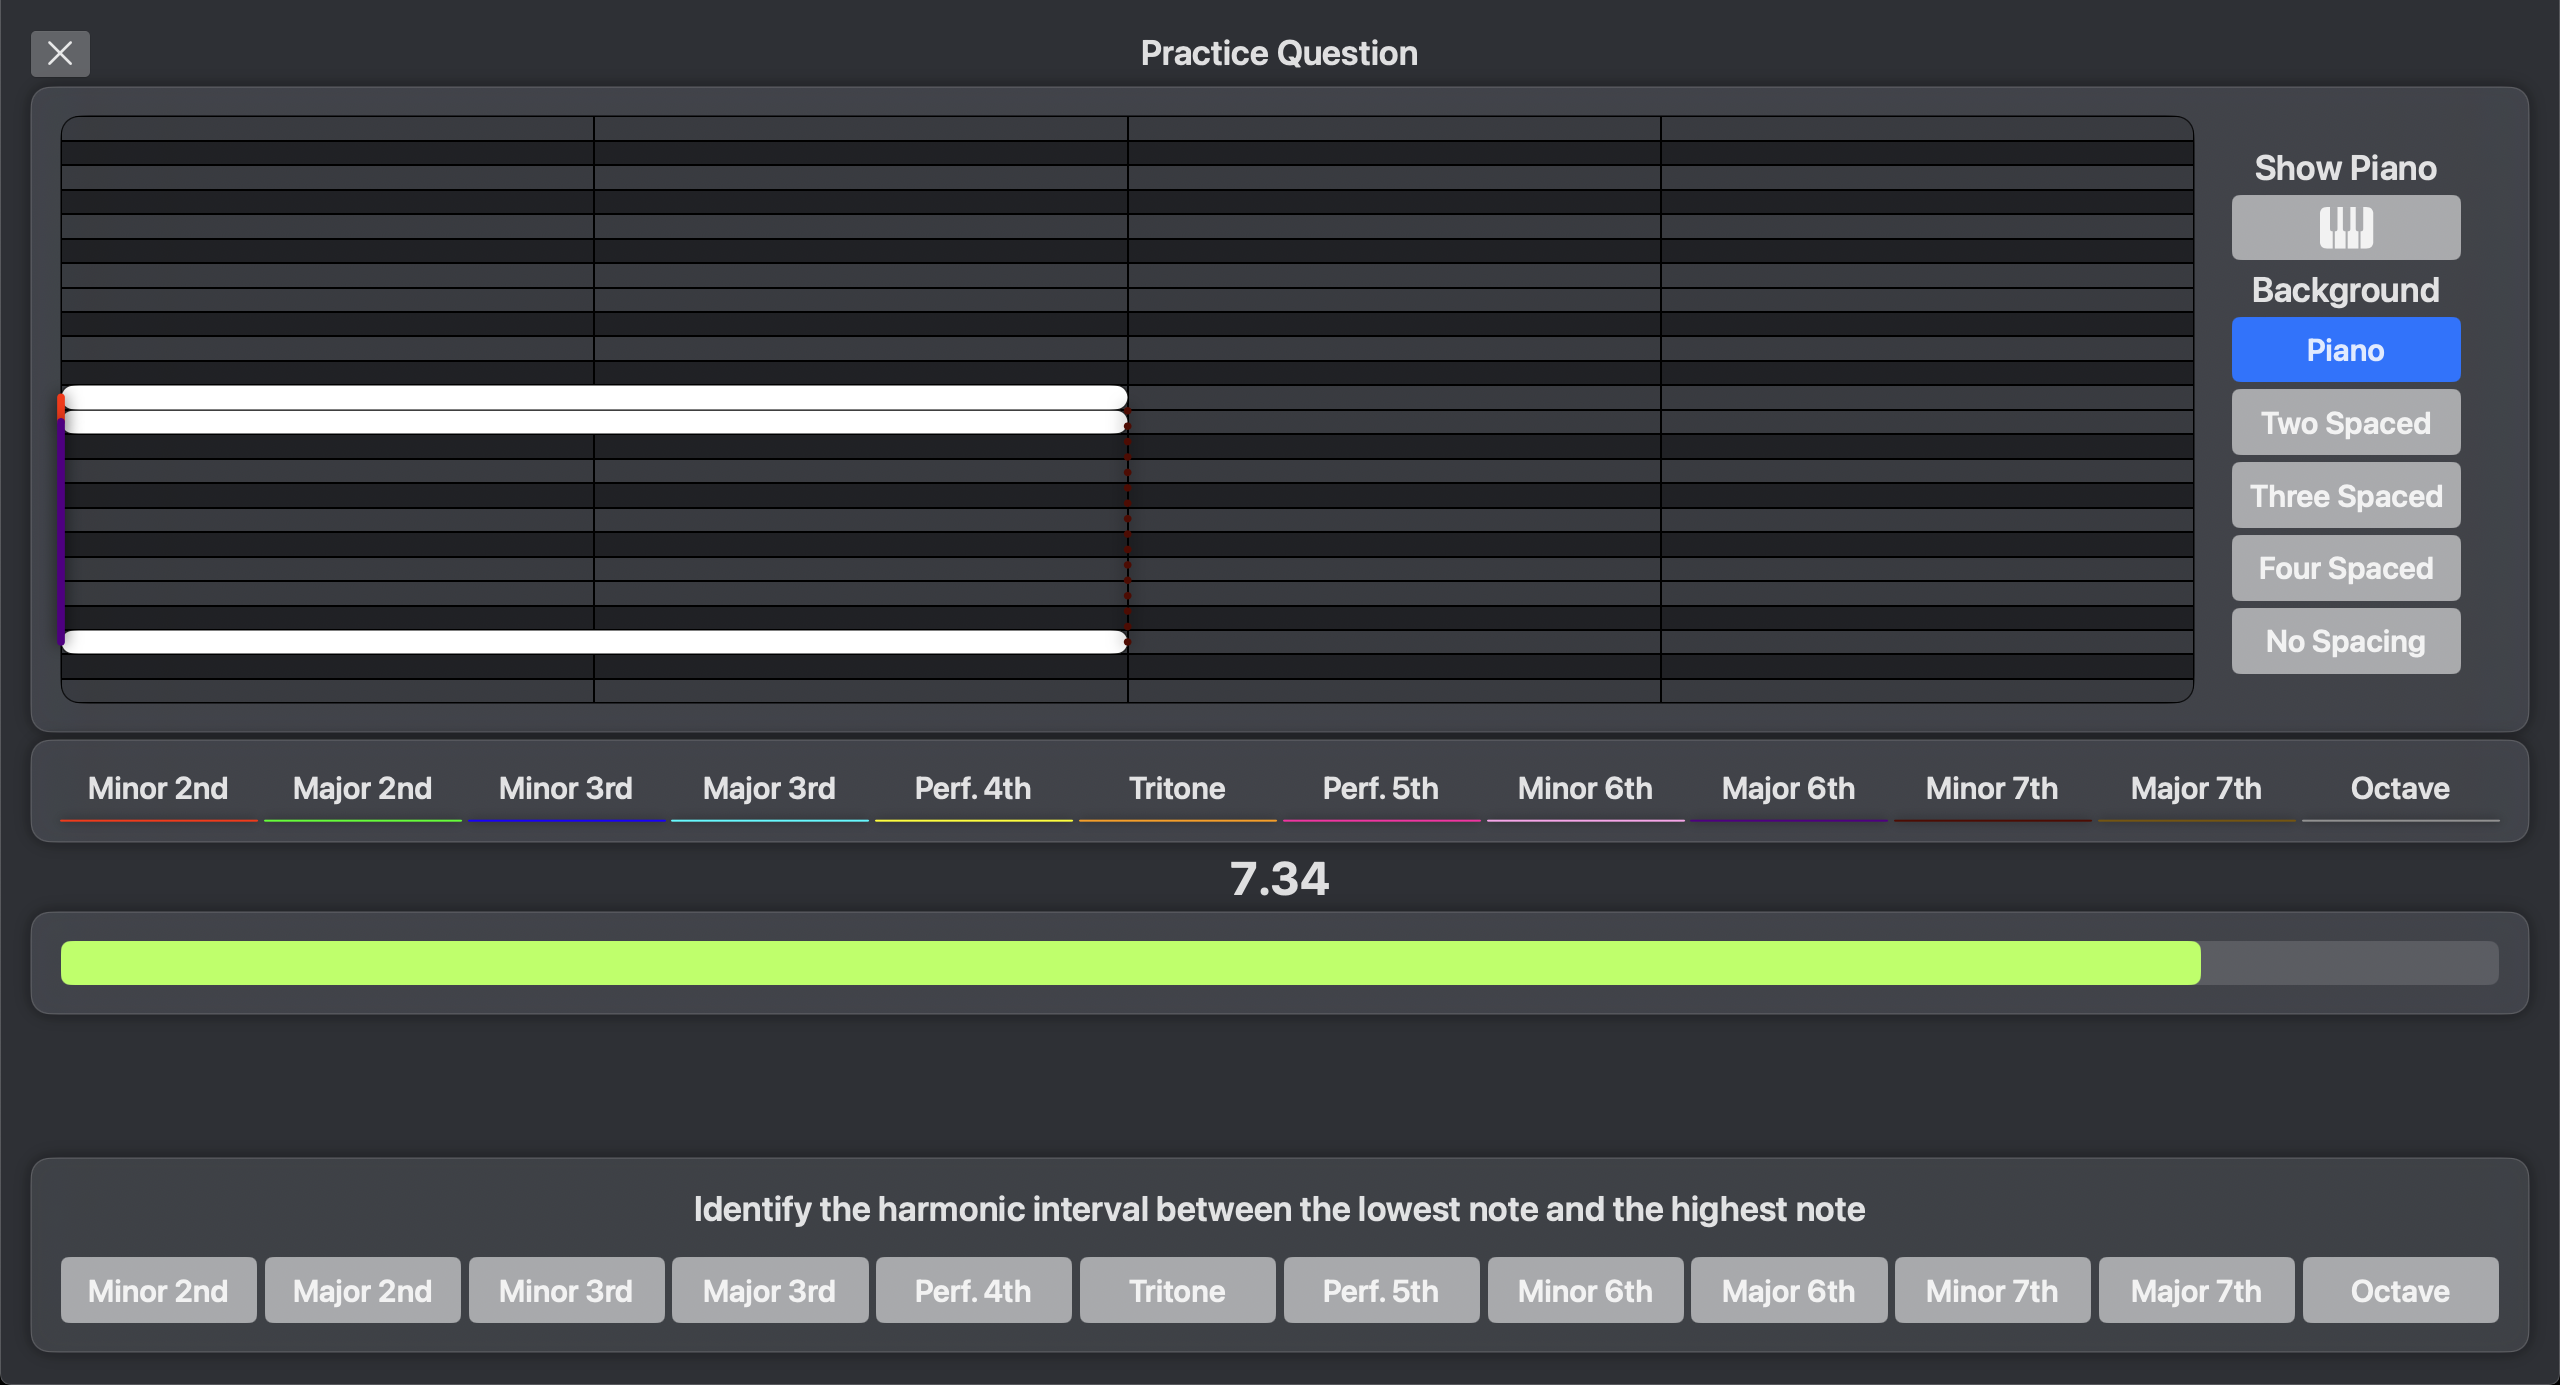 Practice Question
Show Piano
Background
Piano
Two Spaced
Three Spaced
Four Spaced
No Spacing
Minor 2nd Major 2nd Minor 3rd Major 3rd Perf. 4th Tritone Perf. 5th Minor 6th Major 6th Minor 7th Major 7th Octave
7.34
Identify the harmonic interval between the lowest note and the highest note
Minor 2nd Major 2nd Minor 3rd Major 3rd Perf. 4th Tritone Perf. 5th Minor 6th Major 6th Minor 7th Major 7th Octave